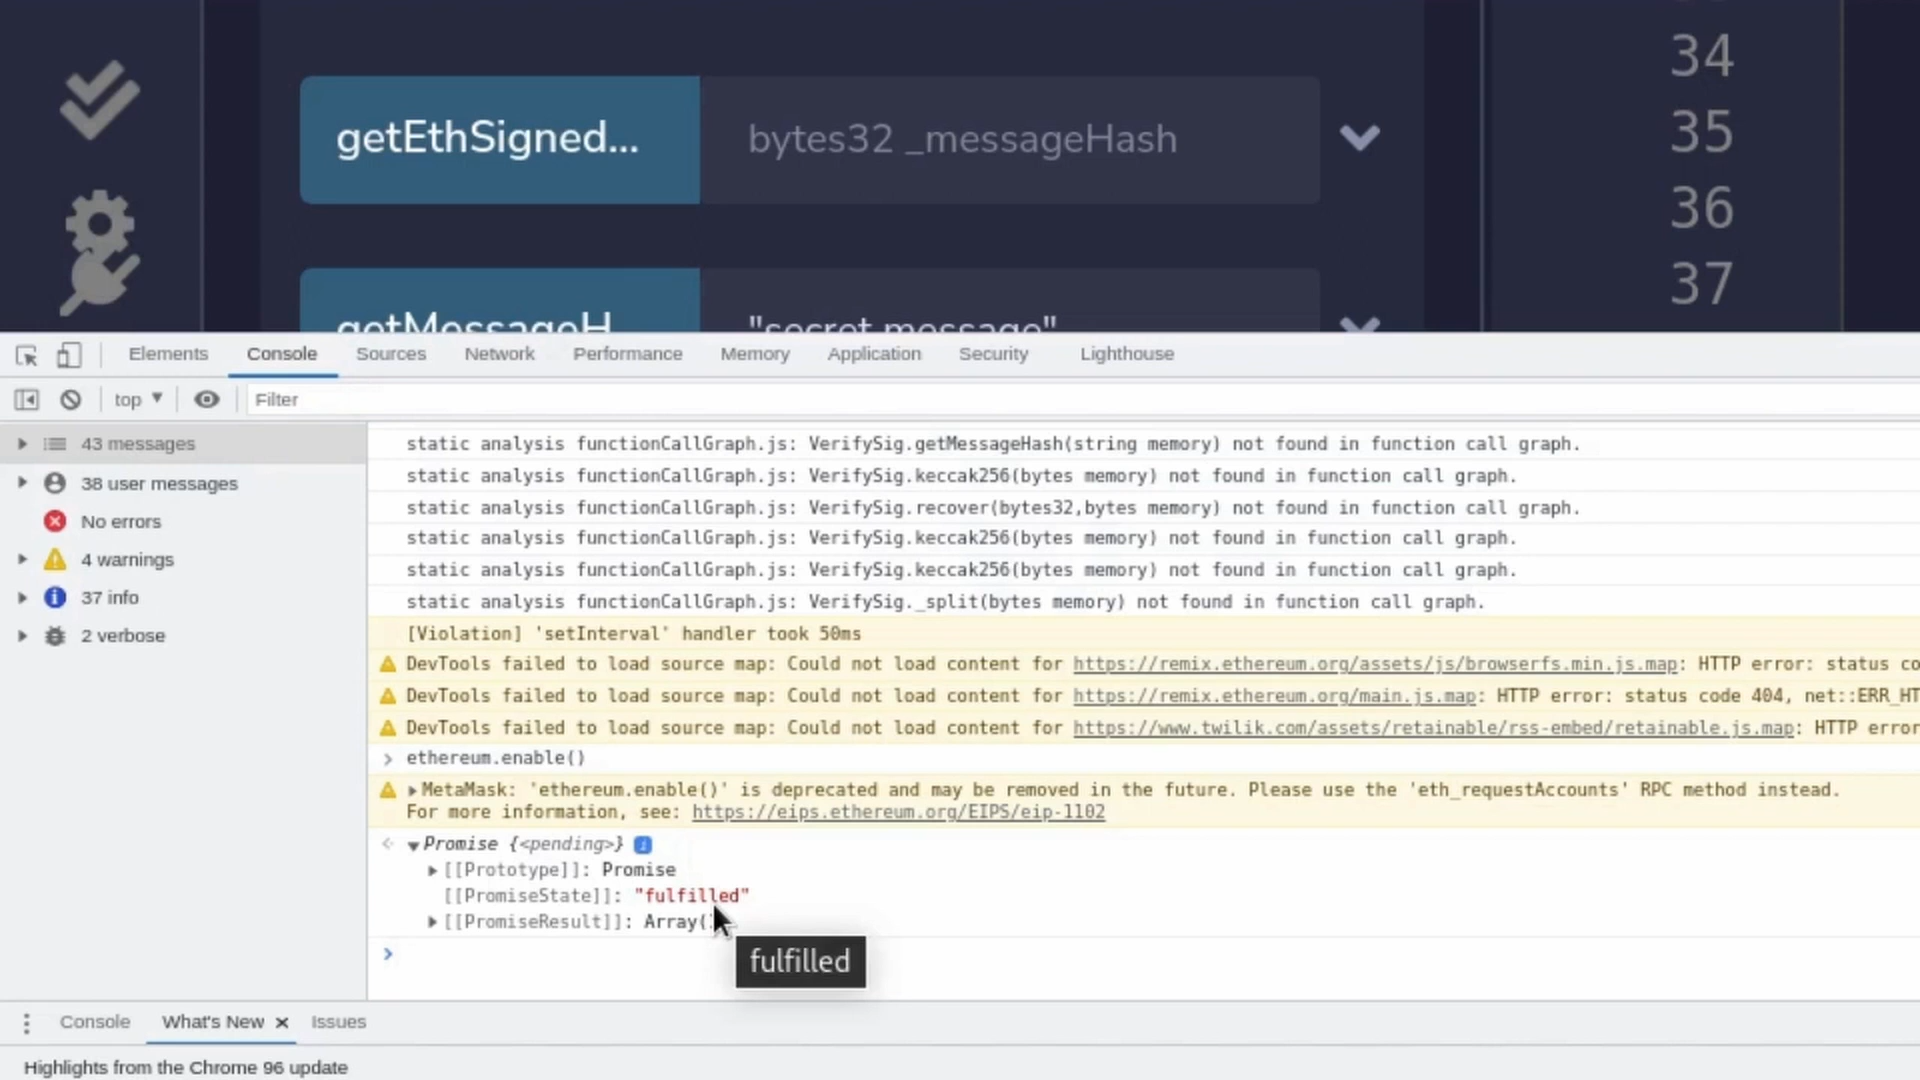 getEthSigned...
bytes32 _messageHash
34
35
36
37
getMessageH
"secret message"
Elements
Console
Sources
Network
Performance
Memory
Application
Security
Lighthouse
top
Filter
43 messages
38 user messages
No errors
4 warnings
37 info
2 verbose
static analysis functionCallGraph.js: VerifySig.getMessageHash(string memory) not found in function call graph.
static analysis functionCallGraph.js: VerifySig.keccak256(bytes memory) not found in function call graph.
static analysis functionCallGraph.js: VerifySig.recover(bytes32,bytes memory) not found in function call graph.
static analysis functionCallGraph.js: VerifySig.keccak256(bytes memory) not found in function call graph.
static analysis functionCallGraph.js: VerifySig.keccak256(bytes memory) not found in function call graph.
static analysis functionCallGraph.js: VerifySig._split(bytes memory) not found in function call graph.
[Violation] 'setInterval' handler took 50ms
DevTools failed to load source map: Could not load content for https://remix.ethereum.org/assets/js/browserfs.min.js.map: HTTP error: status co
DevTools failed to load source map: Could not load content for https://remix.ethereum.org/main.js.map: HTTP error: status code 404, net::ERR_HT
DevTools failed to load source map: Could not load content for https://www.twilik.com/assets/retainable/rss-embed/retainable.js.map: HTTP error
> ethereum.enable()
MetaMask: 'ethereum.enable()' is deprecated and may be removed in the future. Please use the 'eth_requestAccounts' RPC method instead.
For more information, see: https://eips.ethereum.org/EIPS/eip-1102
Promise {<pending>} i
[[Prototype]]: Promise
[[PromiseState]]: "fulfilled"
[[PromiseResult]]: Array(
fulfilled
Console
What's New ×
Issues
Highlights from the Chrome 96 update